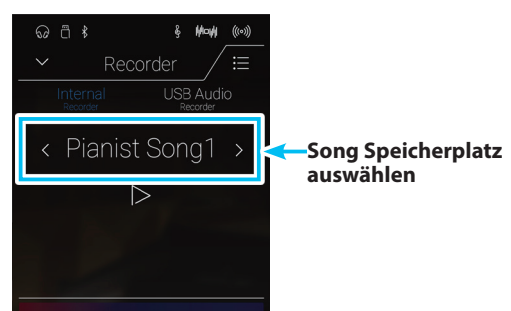 Recorder
Internal USB Audio
Recorder Recorder
< Pianist Song1 >
Song Speicherplatz
auswählen